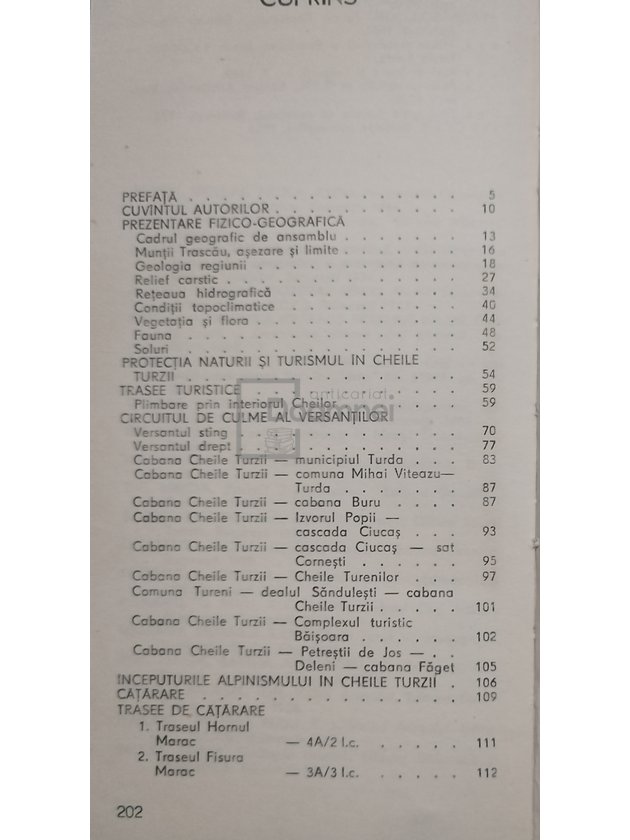 CUPRINS
PREFAȚĂ . . . . . . . . . . . . . . . . 5
CUVÎNTUL AUTORILOR . . . . . . . . . . . 10
PREZENTARE FIZICO-GEOGRAFICĂ
Cadrul geografic de ansamblu . . . . . . . 13
Munții Trascău, așezare și limite . . . . . . . 16
Geologia regiunii . . . . . . . . . . . . 18
Relief carstic . . . . . . . . . . . . . 27
Rețeaua hidrografică . . . . . . . . . . . 34
Condiții topoclimatice . . . . . . . . . . 40
Vegetația și flora . . . . . . . . . . . . 44
Fauna . . . . . . . . . . . . . . . . 48
Soluri . . . . . . . . . . . . . . . . 52
PROTECȚIA NATURII ȘI TURISMUL ÎN CHEILE
TURZII . . . . . . . . . . . . . . . . 54
TRASEE TURISTICE . . . . . . . . . . . . 59
Plimbare prin interiorul Cheilor . . . . . . . 59
anticariat
CIRCUITUL DE CULME AL VERSANȚILOR
Versantul stîng . . . . . . . . . . . . . 70
Versantul drept . . . . . . . . . . . . . 77
Cabana Cheile Turzii — municipiul Turda . . . 83
Cabana Cheile Turzii — comuna Mihai Viteazu—
Turda . . . . . . . 87
Cabana Cheile Turzii — cabana Buru . . . . 87
Cabana Cheile Turzii — Izvorul Popii —
cascada Ciucaș . . . . 93
Cabana Cheile Turzii — cascada Ciucaș — sat
Cornești . . . . . . 95
Cabana Cheile Turzii — Cheile Turenilor . . . 97
Comuna Tureni — dealul Săndulești — cabana
Cheile Turzii . . . . . 101
Cabana Cheile Turzii — Complexul turistic
Băișoara . . . . . . 102
Cabana Cheile Turzii — Petreștii de Jos — . .
Deleni — cabana Făget 105
ÎNCEPUTURILE ALPINISMULUI ÎN CHEILE TURZII . 106
CĂȚĂRARE . . . . . . . . . . . . . . . 109
TRASEE DE CĂȚĂRARE
1. Traseul Hornul
Marac — 4A/2 l.c. . . . . . 111
2. Traseul Fisura
Marac — 3A/3 l.c. . . . . . 112
202